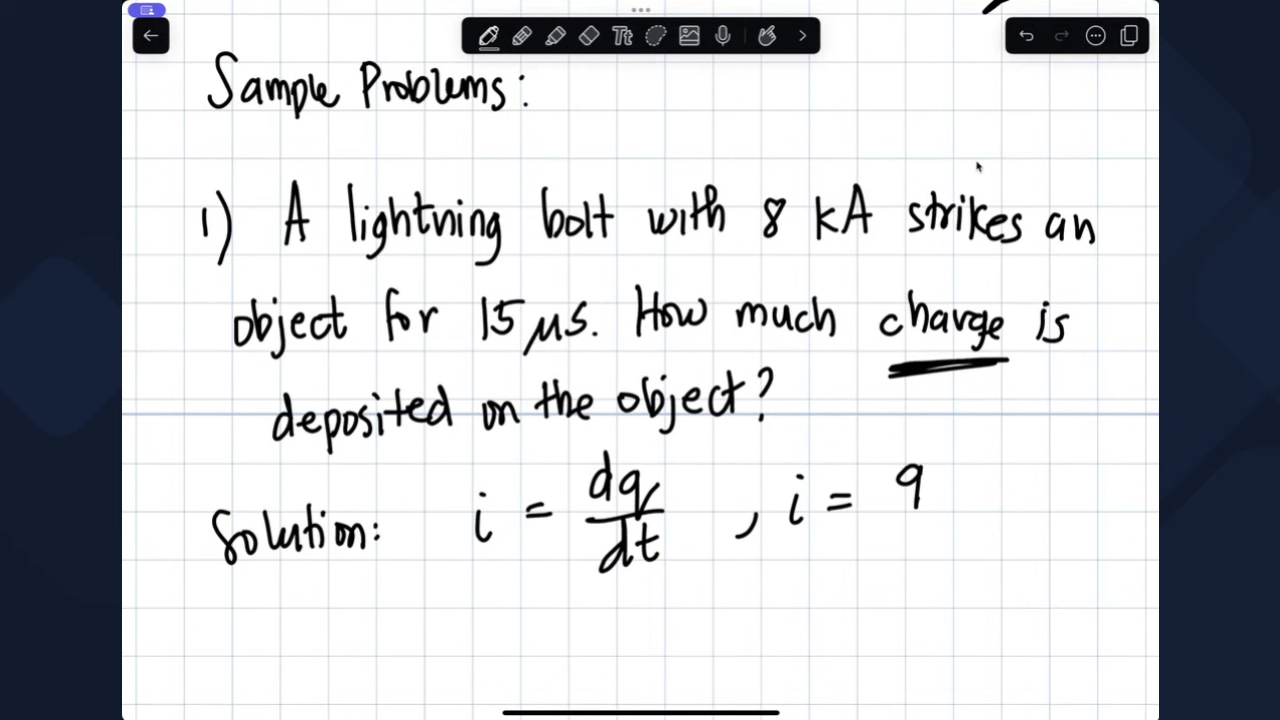 Tt
Sample Problems:
1) A lightning bolt with 8 kA strikes an
object for 15 μs. How much charge is
deposited on the object?
Solution: i = dq/dt , i = q